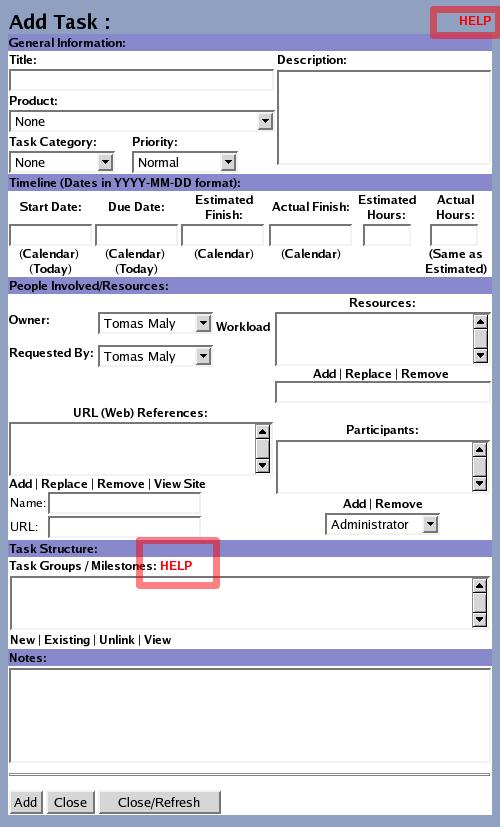 Add Task :
HELP
General Information:
Title:
Description:
Product:
None
Task Category:
Priority:
None
Normal
Timeline (Dates in YYYY-MM-DD format):
Start Date:
Due Date:
Estimated
Finish:
Actual Finish:
Estimated
Hours:
Actual
Hours:
(Calendar)
(Today)
(Calendar)
(Today)
(Calendar)
(Calendar)
(Same as
Estimated)
People Involved/Resources:
Owner:
Tomas Maly
Workload
Requested By:
Tomas Maly
Resources:
Add | Replace | Remove
URL (Web) References:
Add | Replace | Remove | View Site
Name:
URL:
Participants:
Add | Remove
Administrator
Task Structure:
Task Groups / Milestones: HELP
New | Existing | Unlink | View
Notes:
Add
Close
Close/Refresh